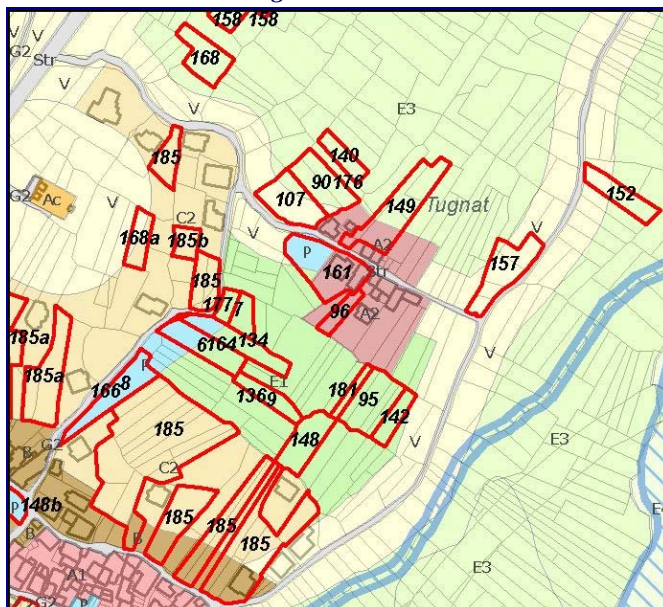 158 158
V V
G2 Str
168
V
V
E3
140
185
90 176
152
Ac
G2
107
149
Tugnat
V
C2
168a
185b
V
A2
V
P
161
Str
157
185
96
A2
177 7
134
6164
185a
V
185a
P
1668
E1
1369
181 95
142
185
148
V
G2
B
C2
E3
148b
P
185
185
185
B
B
E3
A1
P